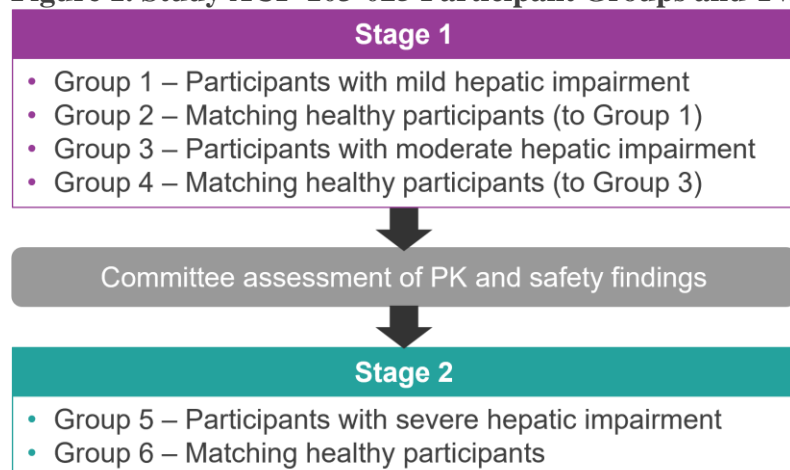 Stage 1
• Group 1 – Participants with mild hepatic impairment
• Group 2 – Matching healthy participants (to Group 1)
• Group 3 – Participants with moderate hepatic impairment
• Group 4 – Matching healthy participants (to Group 3)
Committee assessment of PK and safety findings
Stage 2
• Group 5 – Participants with severe hepatic impairment
• Group 6 – Matching healthy participants